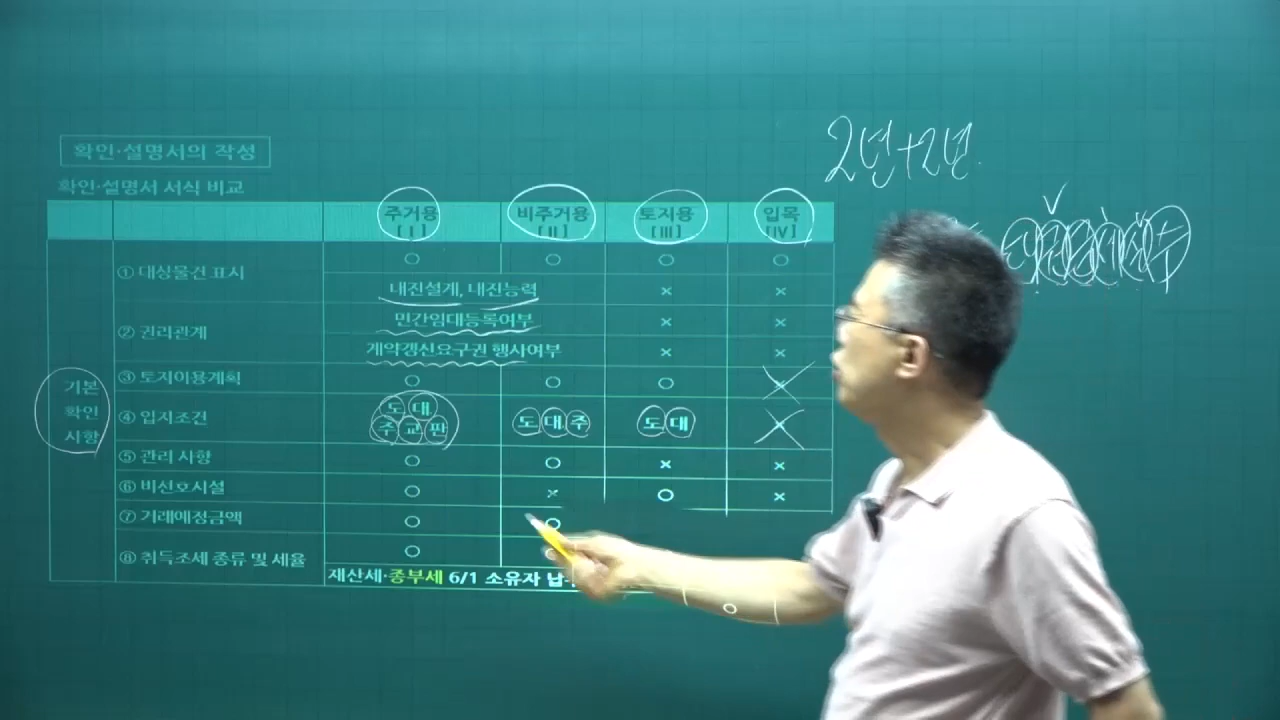 확인·설명서의 작성
확인·설명서 서식 비교
2년+2년.
주거용 비주거용 토지용 입목
[Ⅰ] [Ⅱ] [Ⅲ] [Ⅳ]
① 대상물건 표시 ○ ○ ○ ○
내진설계, 내진능력 × ×
② 권리관계 민간임대등록여부 × ×
계약갱신요구권 행사여부 × ×
기본 확인 사항
③ 토지이용계획 ○ ○ ○ ×
④ 입지조건 도 대 주 교 판 도 대 주 도 대
⑤ 관리 사항 ○ ○ × ×
⑥ 비선호시설 ○ × ○ ×
⑦ 거래예정금액 ○ ○
⑧ 취득조세 종류 및 세율 ○
재산세·종부세 6/1 소유자 납